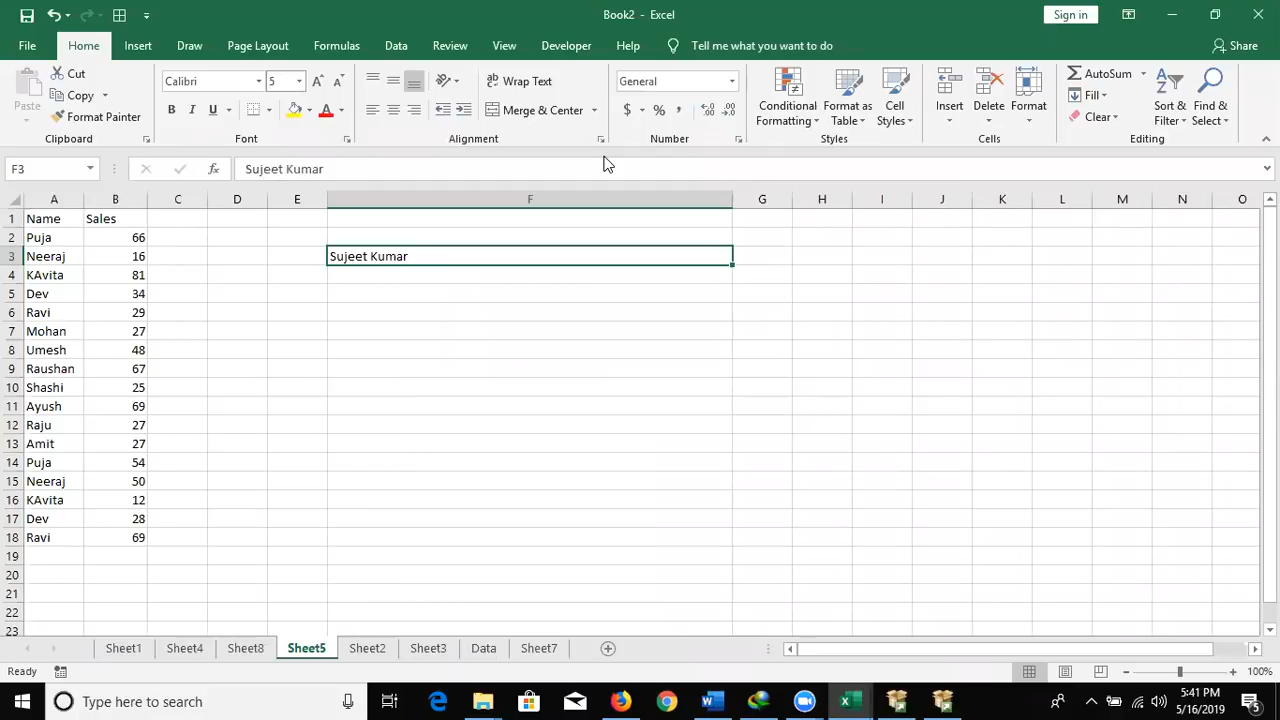 Book2 - Excel
Sign in
File Home Insert Draw Page Layout Formulas Data Review View Developer Help Tell me what you want to do Share
Paste
Cut
Copy
Format Painter
Clipboard
Calibri 5
B I U
Font
Wrap Text
Merge & Center
Alignment
General
$ % ,
Number
Conditional Formatting
Format as Table
Cell Styles
Styles
Insert
Delete
Format
Cells
AutoSum
Fill
Clear
Sort & Filter
Find & Select
Editing
F3 fx Sujeet Kumar
A B C D E F G H I J K L M N O
1 Name Sales
2 Puja 66
3 Neeraj 16 Sujeet Kumar
4 KAvita 81
5 Dev 34
6 Ravi 29
7 Mohan 27
8 Umesh 48
9 Raushan 67
10 Shashi 25
11 Ayush 69
12 Raju 27
13 Amit 27
14 Puja 54
15 Neeraj 50
16 KAvita 12
17 Dev 28
18 Ravi 69
19
20
21
22
23
Sheet1 Sheet4 Sheet8 Sheet5 Sheet2 Sheet3 Data Sheet7
Ready 100%
Type here to search
5:41 PM
5/16/2019
5